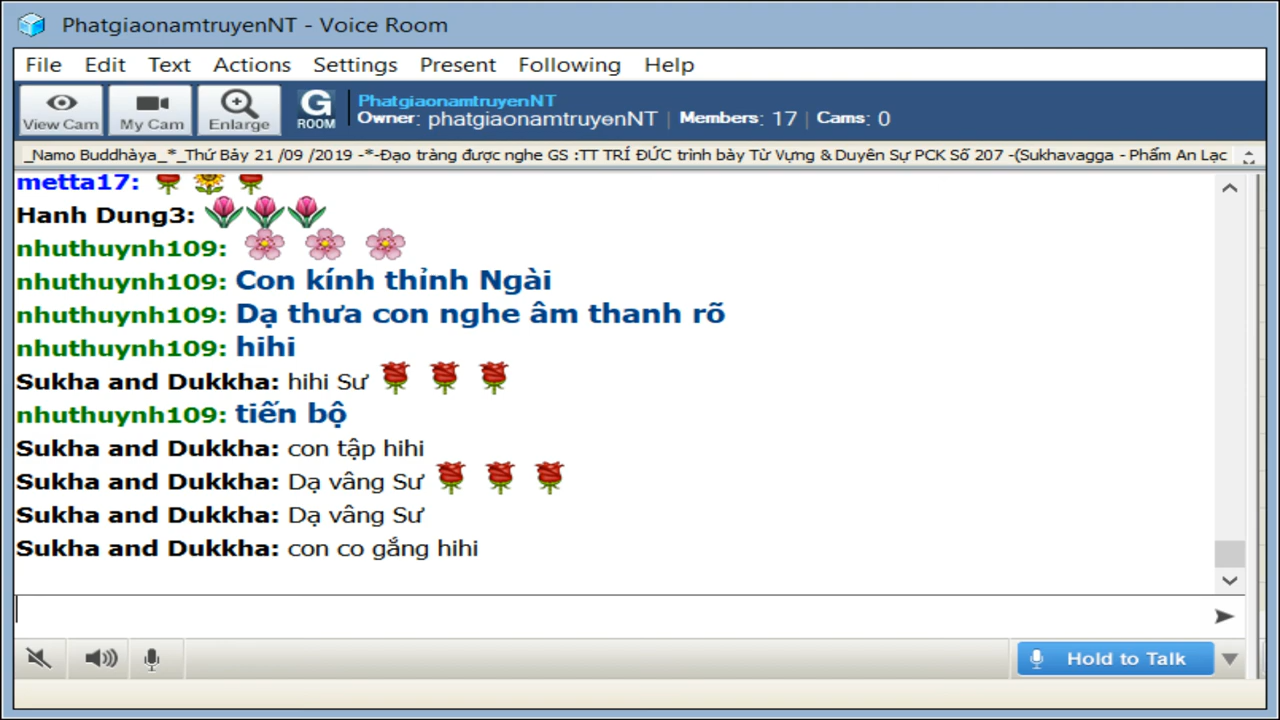 PhatgiaonamtruyenNT - Voice Room
File Edit Text Actions Settings Present Following Help
View Cam My Cam Enlarge G ROOM
PhatgiaonamtruyenNT
Owner: phatgiaonamtruyenNT | Members: 17 | Cams: 0
_Namo Buddhàya_*_Thứ Bảy 21 /09 /2019 -*-Đạo tràng được nghe GS :TT TRÍ ĐỨC trình bày Từ Vựng & Duyên Sự PCK Số 207 -(Sukhavagga - Phẩm An Lạc
metta17:
Hanh Dung3:
nhuthuynh109:
nhuthuynh109: Con kính thỉnh Ngài
nhuthuynh109: Dạ thưa con nghe âm thanh rõ
nhuthuynh109: hihi
Sukha and Dukkha: hihi Sư
nhuthuynh109: tiến bộ
Sukha and Dukkha: con tập hihi
Sukha and Dukkha: Dạ vâng Sư
Sukha and Dukkha: Dạ vâng Sư
Sukha and Dukkha: con co gắng hihi
Hold to Talk